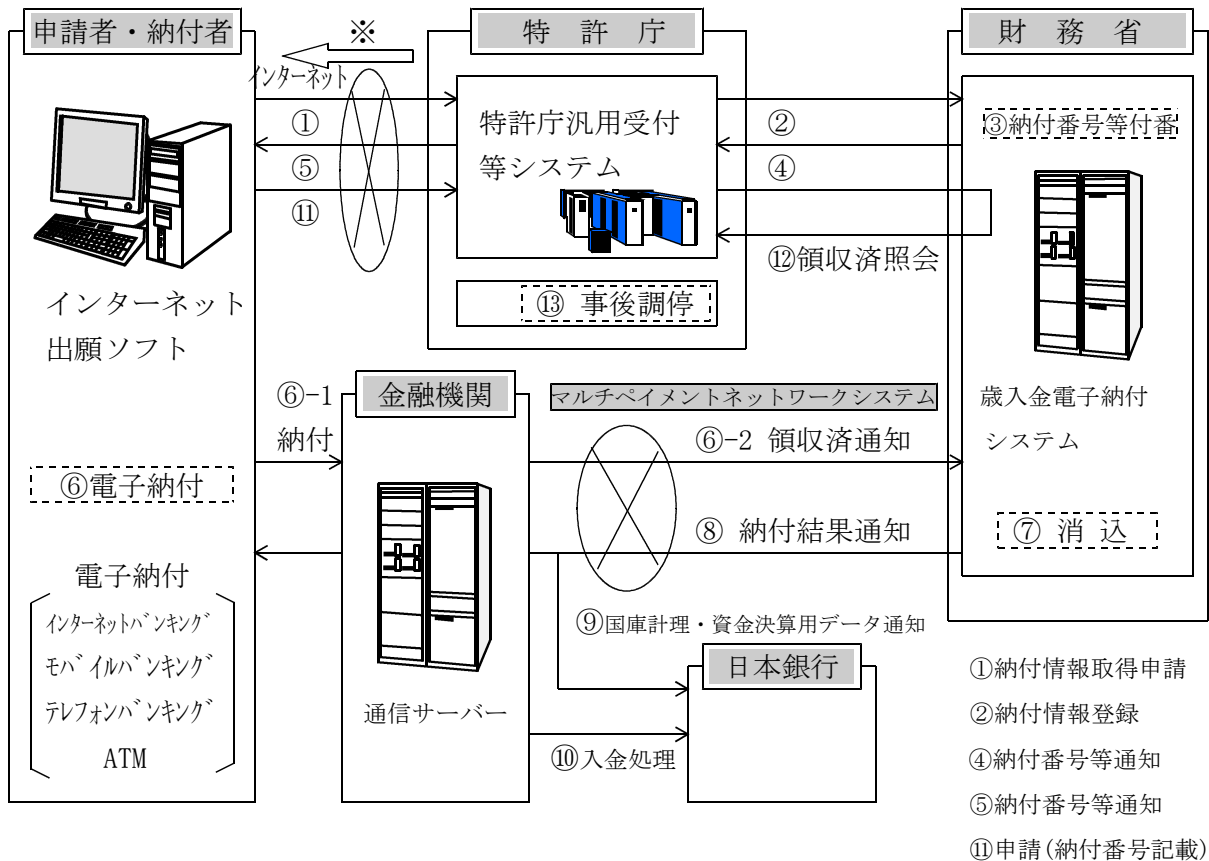 申請者・納付者
※
特 許 庁
財 務 省
インターネット
①
⑤
⑪
特許庁汎用受付
等システム
②
④
③納付番号等付番
⑫領収済照会
⑬ 事後調停
インターネット
出願ソフト
歳入金電子納付
システム
⑥-1
納付
金融機関
マルチペイメントネットワークシステム
⑥-2 領収済通知
⑥電子納付
⑧ 納付結果通知
⑦ 消 込
電子納付
インターネットバンキング
モバイルバンキング
テレフォンバンキング
ATM
通信サーバー
⑨国庫計理・資金決算用データ通知
日本銀行
⑩入金処理
①納付情報取得申請
②納付情報登録
④納付番号等通知
⑤納付番号等通知
⑪申請(納付番号記載)